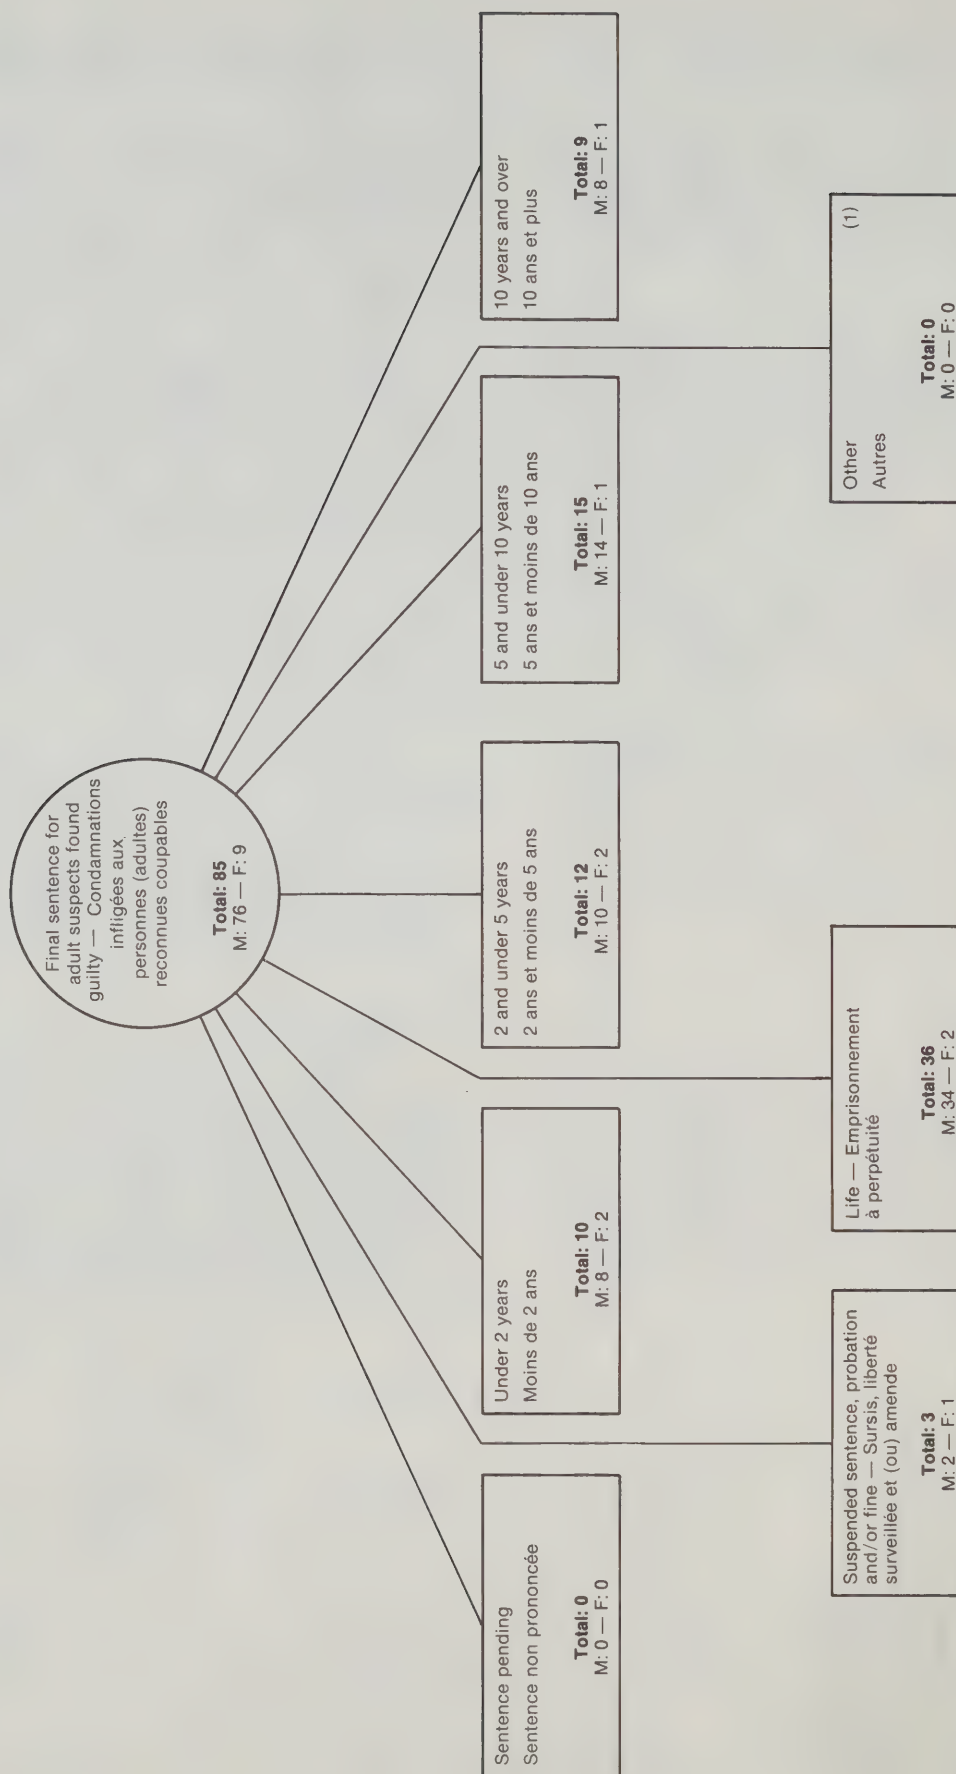 Final sentence for
adult suspects found
guilty — Condamnations
infligées aux
personnes (adultes)
reconnues coupables
Total: 85
M: 76 — F: 9
Sentence pending
Sentence non prononcée
Total: 0
M: 0 — F: 0
Under 2 years
Moins de 2 ans
Total: 10
M: 8 — F: 2
2 and under 5 years
2 ans et moins de 5 ans
Total: 12
M: 10 — F: 2
5 and under 10 years
5 ans et moins de 10 ans
Total: 15
M: 14 — F: 1
10 years and over
10 ans et plus
Total: 9
M: 8 — F: 1
Suspended sentence, probation
and/or fine — Sursis, liberté
surveillée et (ou) amende
Total: 3
M: 2 — F: 1
Life — Emprisonnement
à perpétuité
Total: 36
M: 34 — F: 2
Other (1)
Autres
Total: 0
M: 0 — F: 0